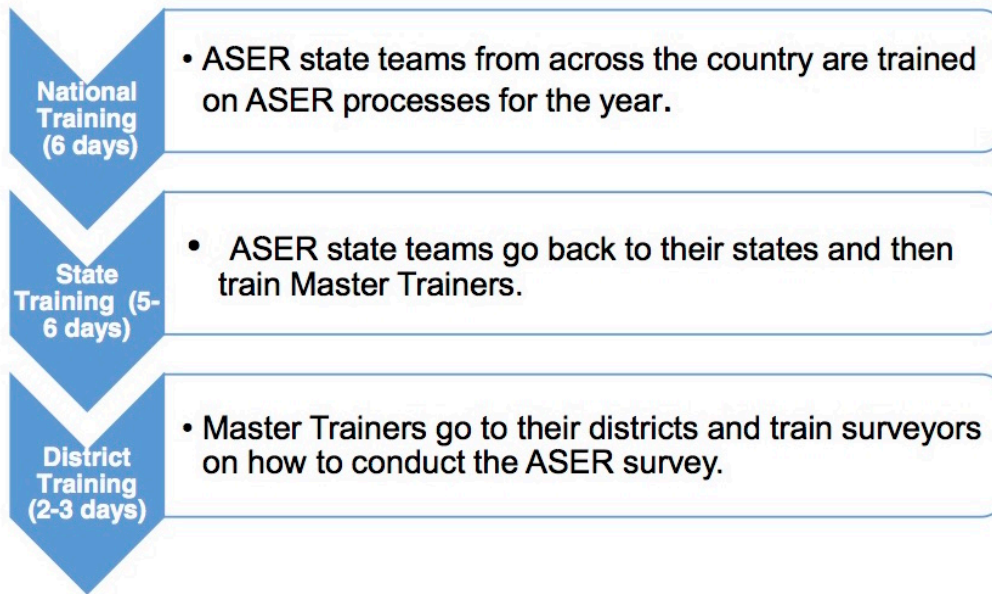 National
Training
(6 days)
• ASER state teams from across the country are trained
on ASER processes for the year.
State
Training (5-
6 days)
• ASER state teams go back to their states and then
train Master Trainers.
District
Training
(2-3 days)
• Master Trainers go to their districts and train surveyors
on how to conduct the ASER survey.